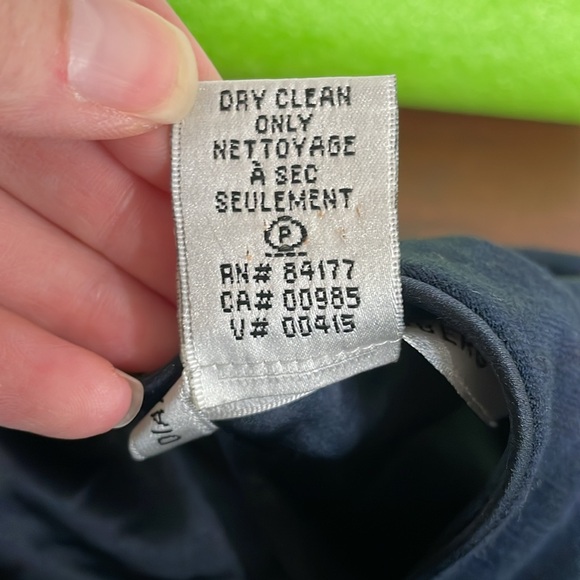 DRY CLEAN
ONLY
NETTOYAGE
À SEC
SEULEMENT
P
RN# 84177
CA# 00985
V# 00415